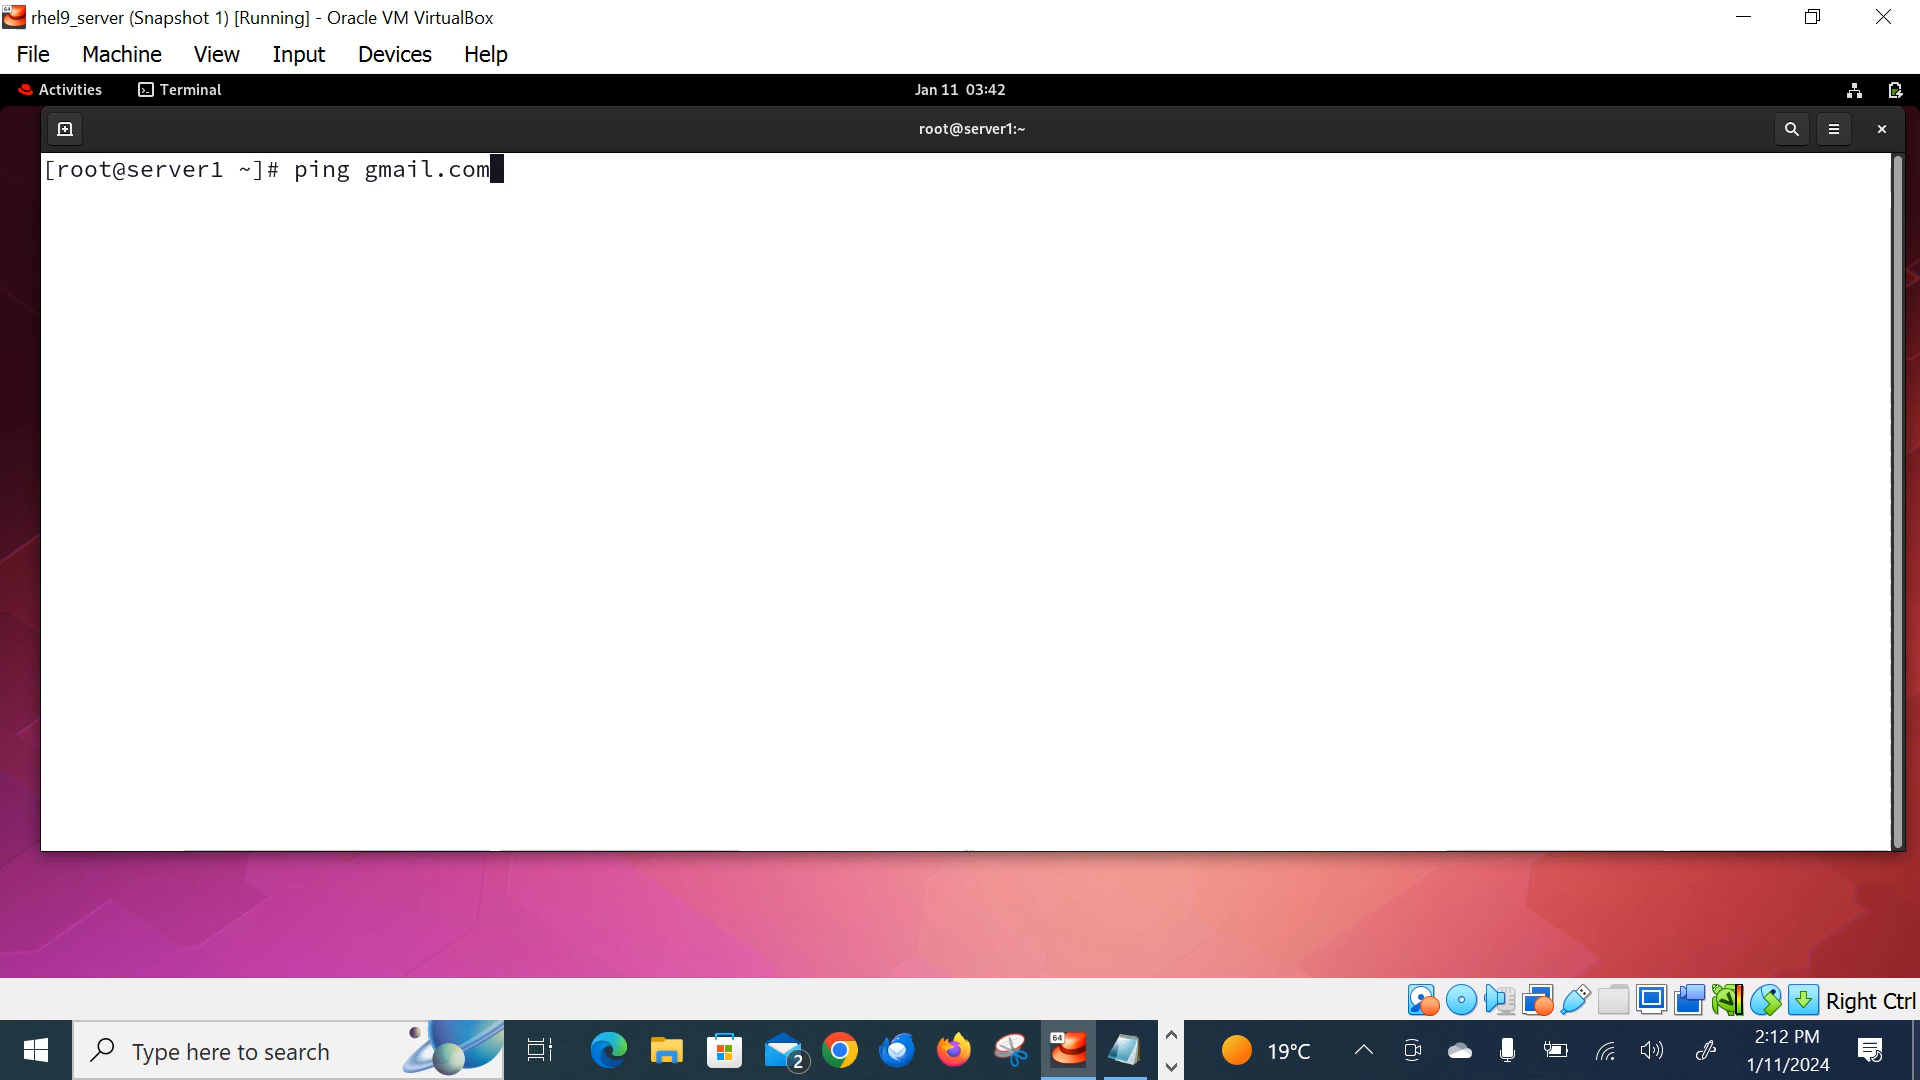 rhel9_server (Snapshot 1) [Running] - Oracle VM VirtualBox
File Machine View Input Devices Help
Activities Terminal Jan 11 03:42
root@server1:~
[root@server1 ~]# ping gmail.com
Right Ctrl
Type here to search 2 64 19°C 2:12 PM
1/11/2024